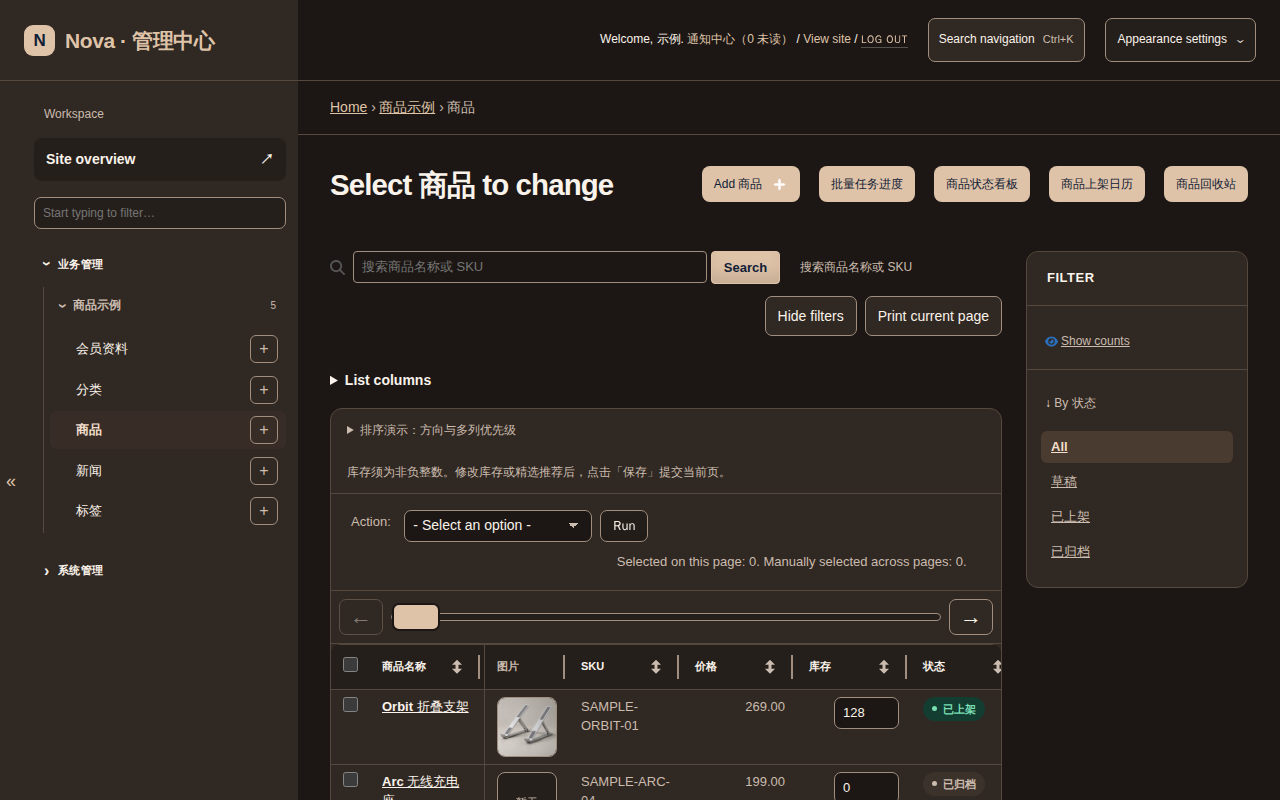 N Nova · 管理中心
Welcome, 示例. 通知中心（0 未读） / View site / LOG OUT
Search navigation Ctrl+K
Appearance settings
Workspace
Site overview ↗
Start typing to filter…
业务管理
商品示例 5
会员资料 +
分类 +
商品 +
新闻 +
标签 +
系统管理
«
Home › 商品示例 › 商品
Select 商品 to change
Add 商品 +
批量任务进度
商品状态看板
商品上架日历
商品回收站
搜索商品名称或 SKU
Search
搜索商品名称或 SKU
Hide filters
Print current page
List columns
排序演示：方向与多列优先级
库存须为非负整数。修改库存或精选推荐后，点击「保存」提交当前页。
Action: - Select an option - Run
Selected on this page: 0. Manually selected across pages: 0.
← →
商品名称 图片 SKU 价格 库存 状态
Orbit 折叠支架 SAMPLE-ORBIT-01 269.00 128 已上架
Arc 无线充电座 SAMPLE-ARC- 199.00 0 已归档
FILTER
Show counts
↓ By 状态
All
草稿
已上架
已归档